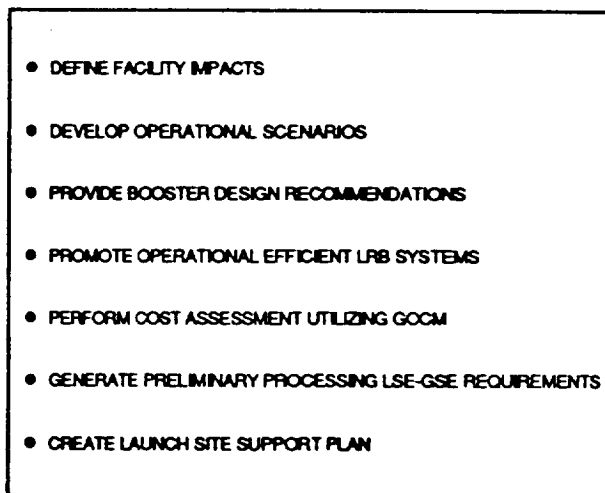 ● DEFINE FACILITY IMPACTS
● DEVELOP OPERATIONAL SCENARIOS
● PROVIDE BOOSTER DESIGN RECOMMENDATIONS
● PROMOTE OPERATIONAL EFFICIENT LRB SYSTEMS
● PERFORM COST ASSESSMENT UTILIZING GOCM
● GENERATE PRELIMINARY PROCESSING LSE-GSE REQUIREMENTS
● CREATE LAUNCH SITE SUPPORT PLAN